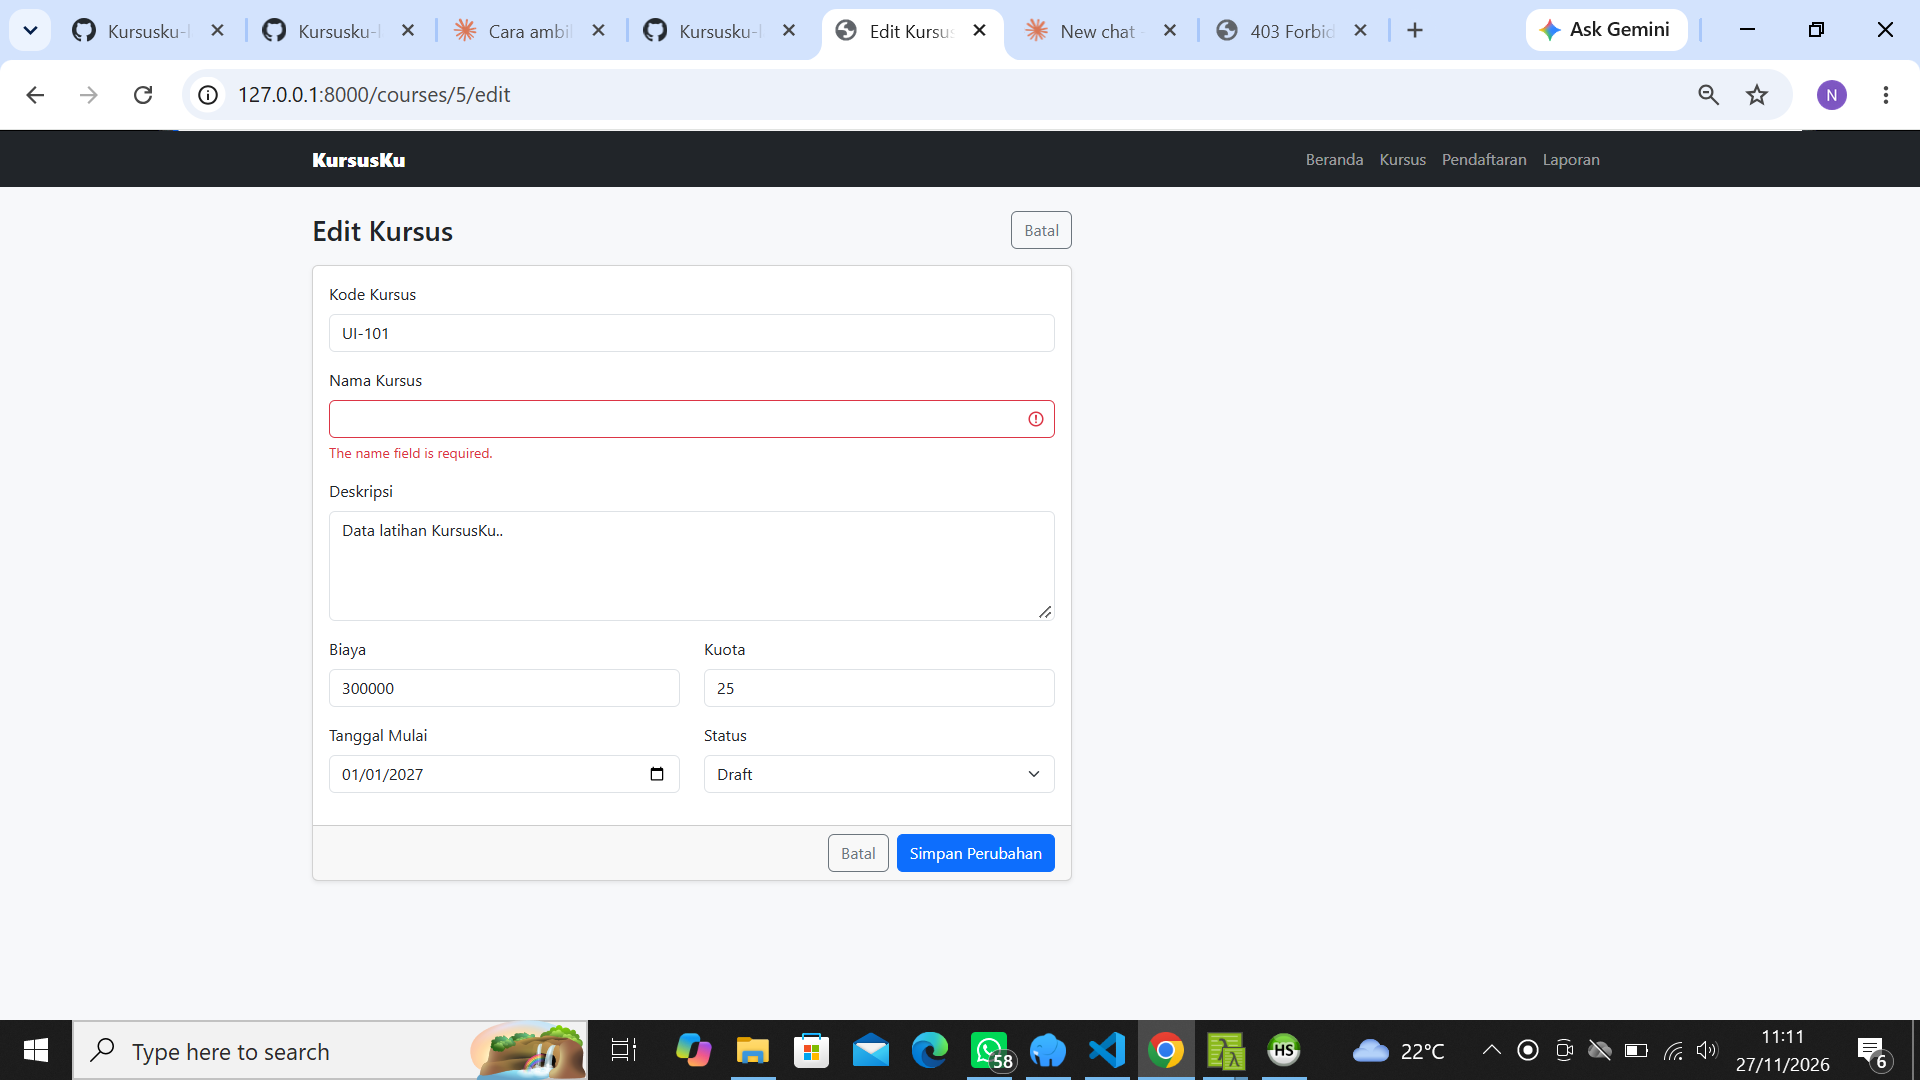 Kursusku-l
Kursusku-l
Cara ambil
Kursusku-l
Edit Kursus
New chat
403 Forbid
Ask Gemini
127.0.0.1:8000/courses/5/edit
N
KursusKu
Beranda
Kursus
Pendaftaran
Laporan
Edit Kursus
Batal
Kode Kursus
UI-101
Nama Kursus
The name field is required.
Deskripsi
Data latihan KursusKu..
Biaya
Kuota
300000
25
Tanggal Mulai
Status
01/01/2027
Draft
Batal
Simpan Perubahan
Type here to search
58
HS
22°C
11:11
27/11/2026
6